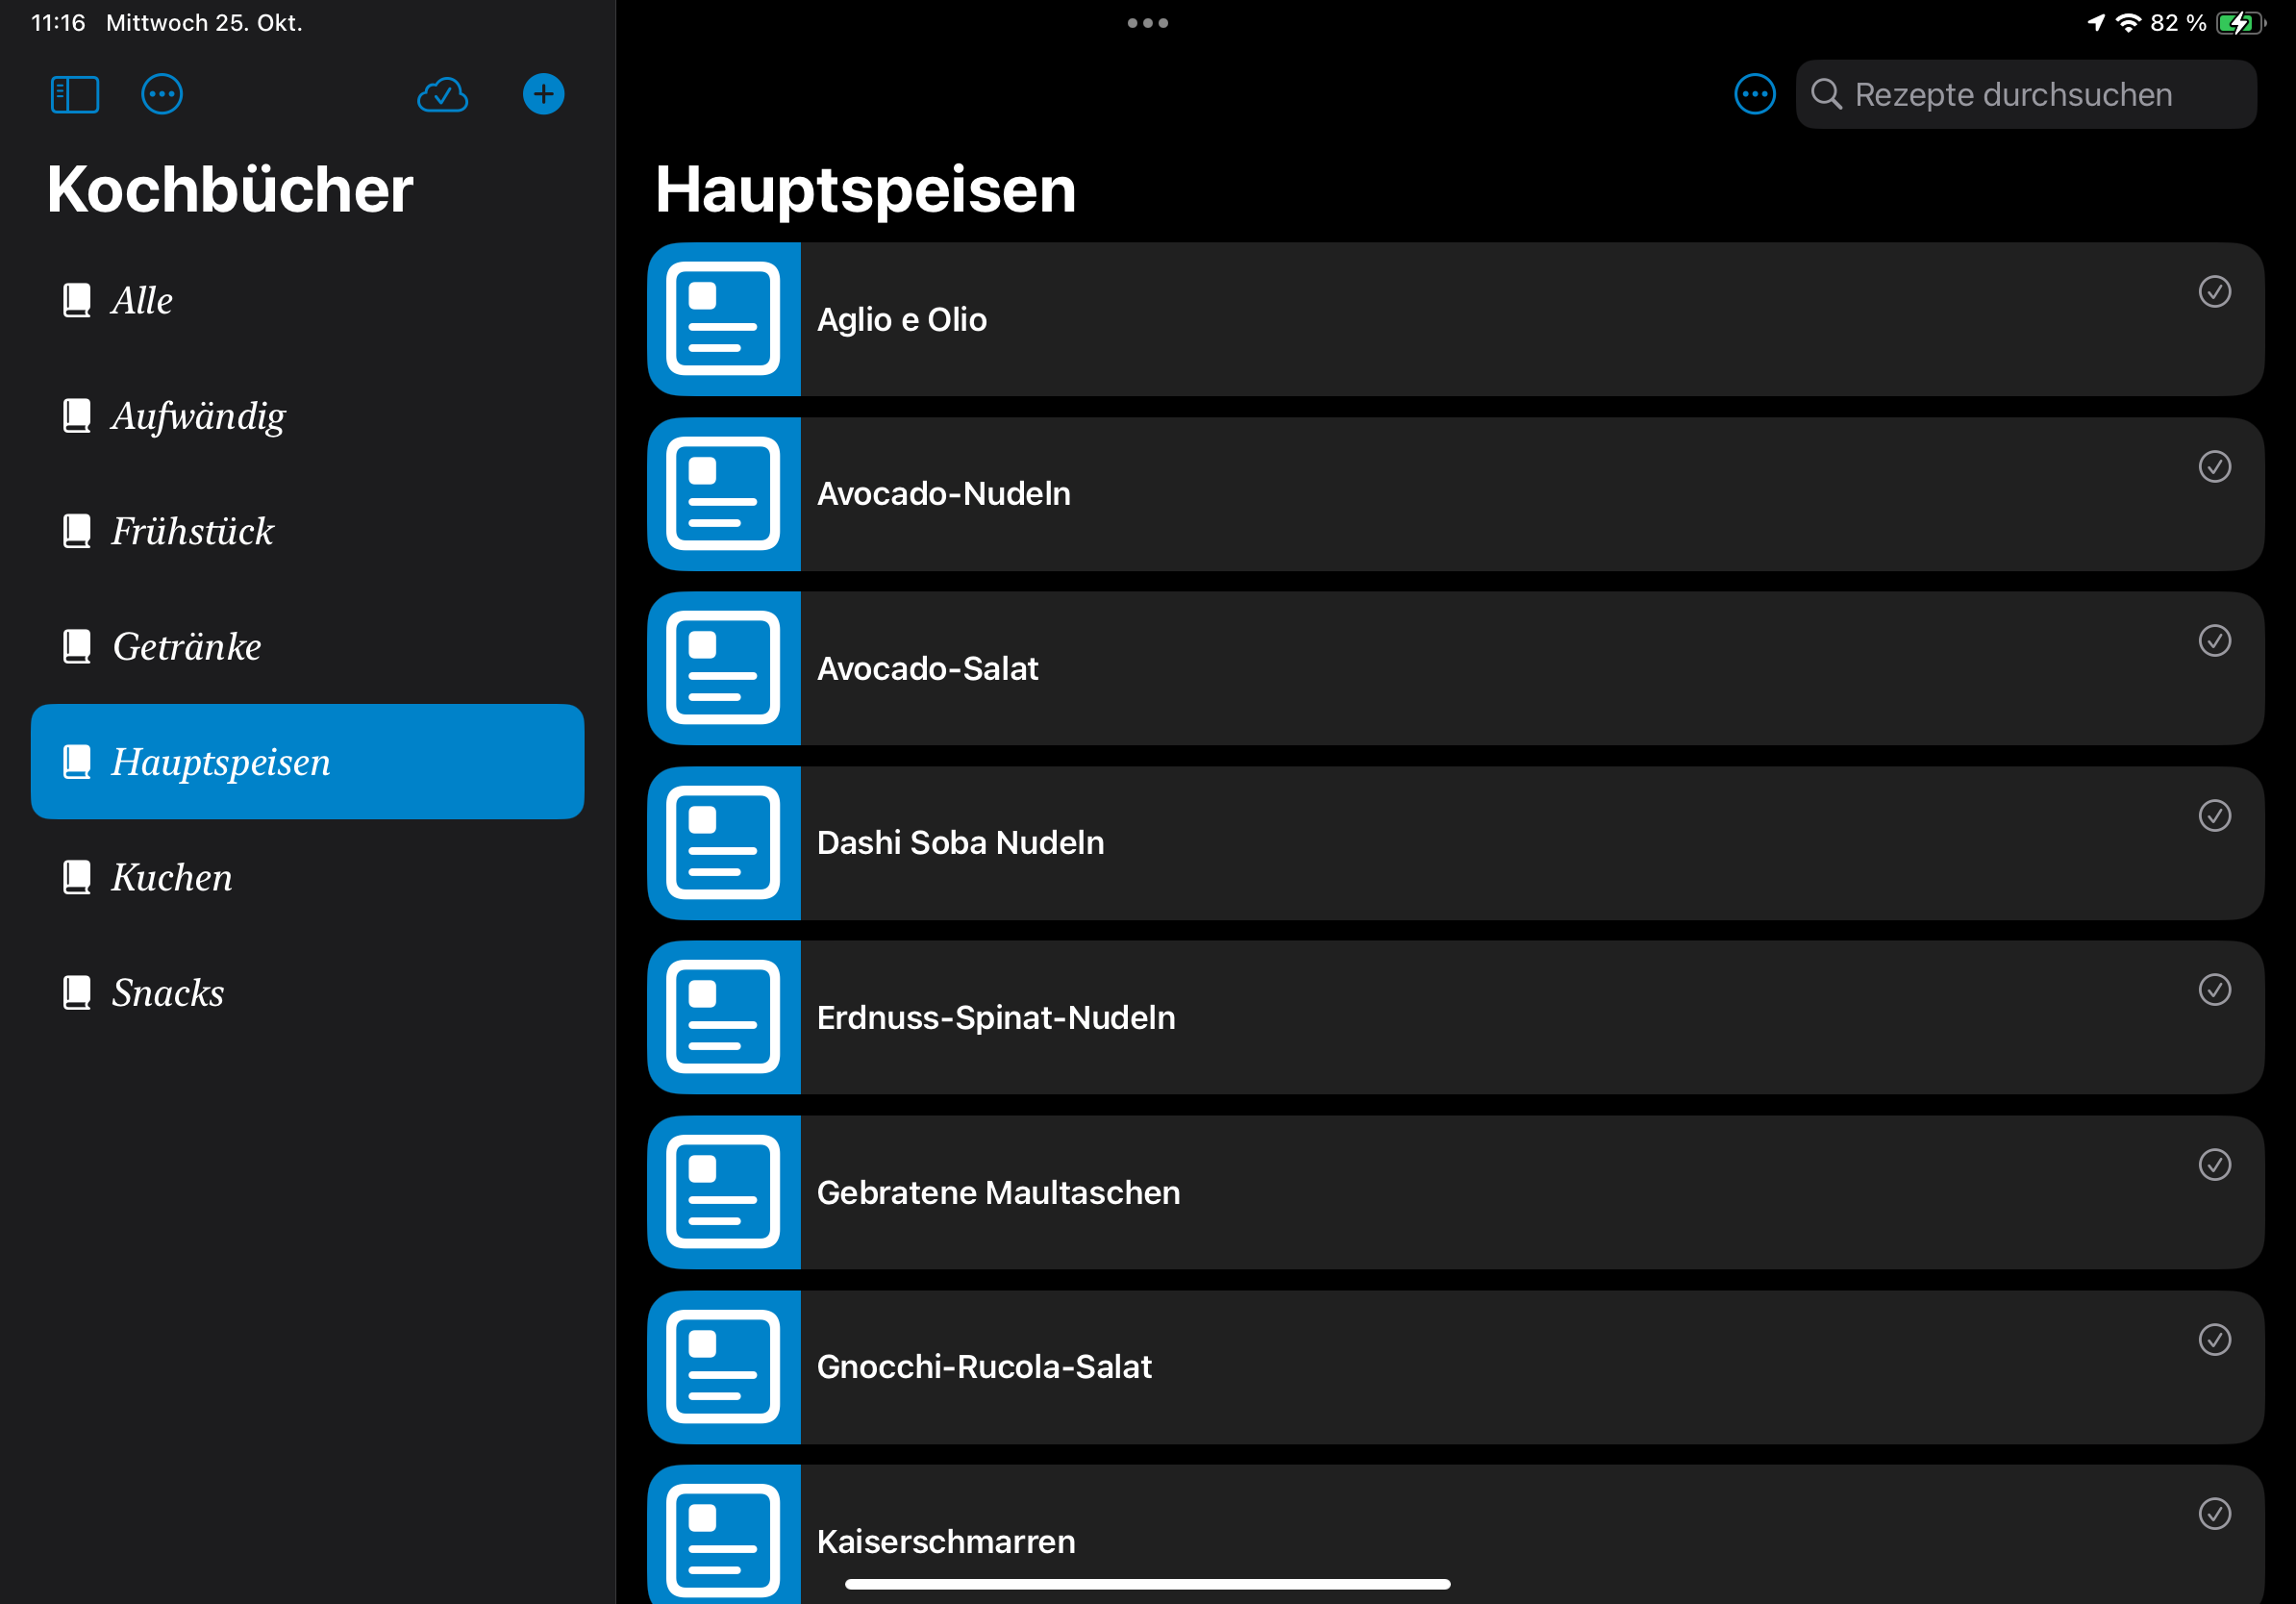 11:16 Mittwoch 25. Okt.
82 %
Rezepte durchsuchen
Kochbücher
Alle
Aufwändig
Frühstück
Getränke
Hauptspeisen
Kuchen
Snacks
Hauptspeisen
Aglio e Olio
Avocado-Nudeln
Avocado-Salat
Dashi Soba Nudeln
Erdnuss-Spinat-Nudeln
Gebratene Maultaschen
Gnocchi-Rucola-Salat
Kaiserschmarren